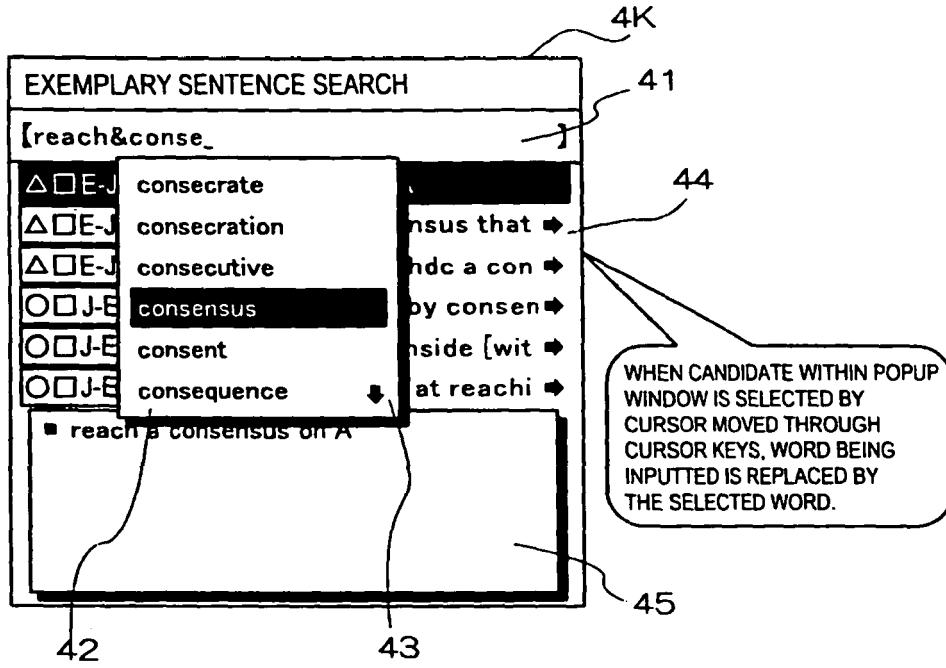 4K
EXEMPLARY SENTENCE SEARCH
41
[reach&conse_ ]
△□E-J
consecrate
44
△□E-J
consecration
nsus that ➡
△□E-J
consecutive
hdc a con ➡
○□J-E
consensus
by consen➡
○□J-E
consent
nside [wit ➡
○□J-E
consequence
at reachi ➡
■ reach a consensus on A
WHEN CANDIDATE WITHIN POPUP
WINDOW IS SELECTED BY
CURSOR MOVED THROUGH
CURSOR KEYS, WORD BEING
INPUTTED IS REPLACED BY
THE SELECTED WORD.
45
42
43